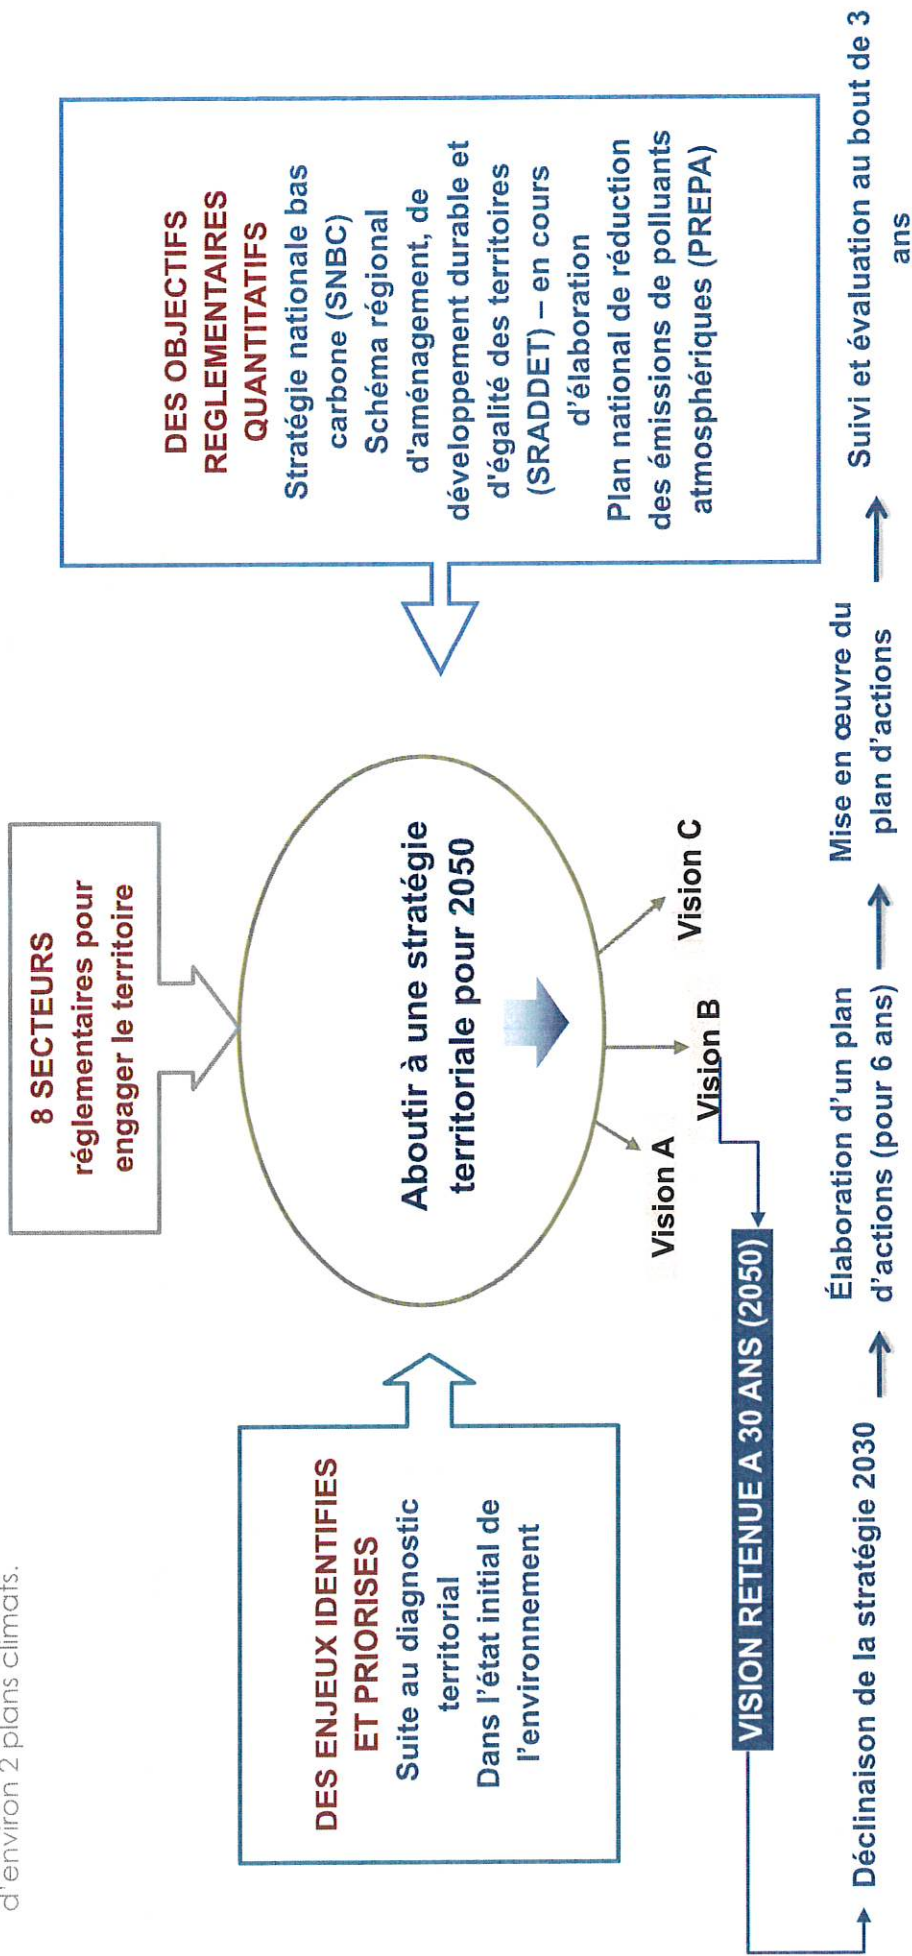 d'environ 2 plans climats.
8 SECTEURS
réglementaires pour
engager le territoire
DES ENJEUX IDENTIFIES
ET PRIORISES
Suite au diagnostic
territorial
Dans l'état initial de
l'environnement
Aboutir à une stratégie
territoriale pour 2050
DES OBJECTIFS
REGLEMENTAIRES
QUANTITATIFS
Stratégie nationale bas
carbone (SNBC)
Schéma régional
d'aménagement, de
développement durable et
d'égalité des territoires
(SRADDET) – en cours
d'élaboration
Plan national de réduction
des émissions de polluants
atmosphériques (PREPA)
Vision A
Vision B
Vision C
VISION RETENUE A 30 ANS (2050)
Déclinaison de la stratégie 2030
Élaboration d'un plan
d'actions (pour 6 ans)
Mise en œuvre du
plan d'actions
Suivi et évaluation au bout de 3
ans